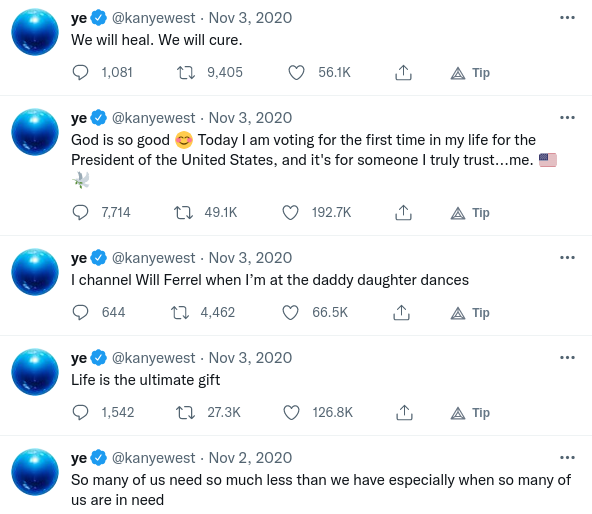 ye @kanyewest · Nov 3, 2020
We will heal. We will cure.
1,081 9,405 56.1K Tip
ye @kanyewest · Nov 3, 2020
God is so good 😊 Today I am voting for the first time in my life for the
President of the United States, and it's for someone I truly trust...me. 🇺🇸
🕊
7,714 49.1K 192.7K Tip
ye @kanyewest · Nov 3, 2020
I channel Will Ferrel when I’m at the daddy daughter dances
644 4,462 66.5K Tip
ye @kanyewest · Nov 3, 2020
Life is the ultimate gift
1,542 27.3K 126.8K Tip
ye @kanyewest · Nov 2, 2020
So many of us need so much less than we have especially when so many of
us are in need